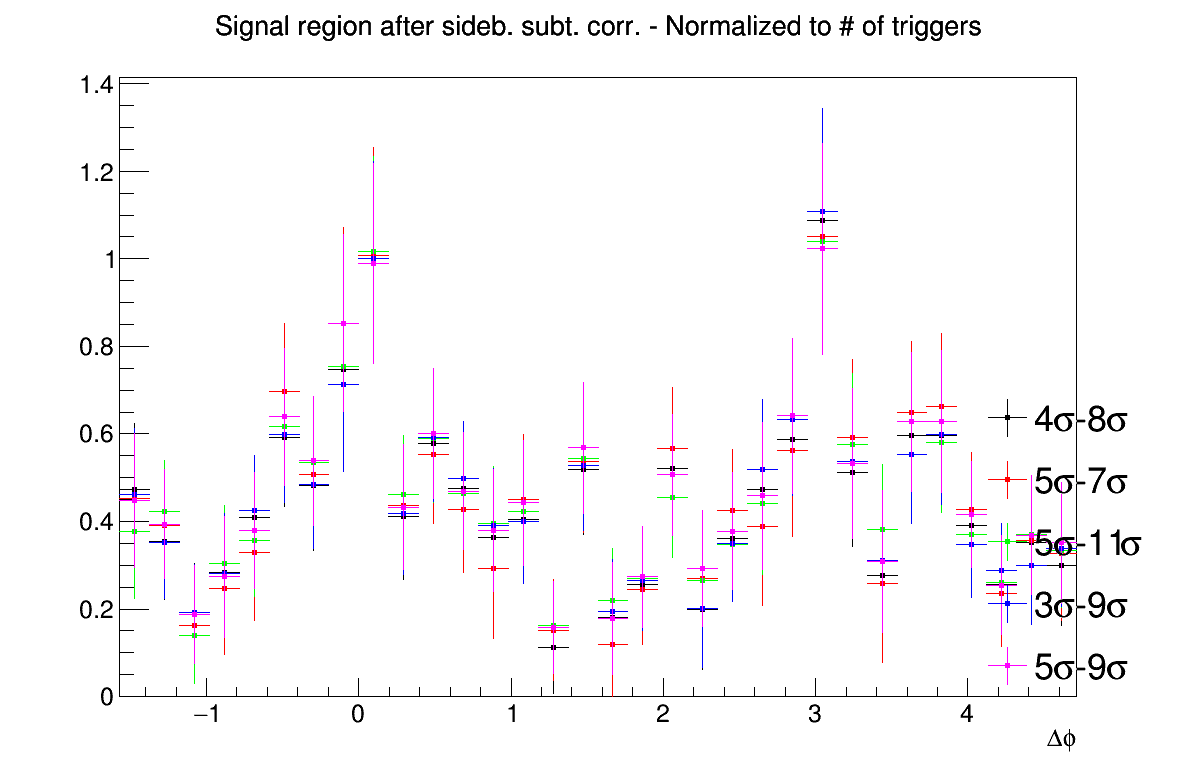 Signal region after sideb. subt. corr. - Normalized to # of triggers
1.4
1.2
1
0.8
0.6
0.4
0.2
0
−1
0
1
2
3
4
Δϕ
4σ-8σ
5σ-7σ
5σ-11σ
3σ-9σ
5σ-9σ